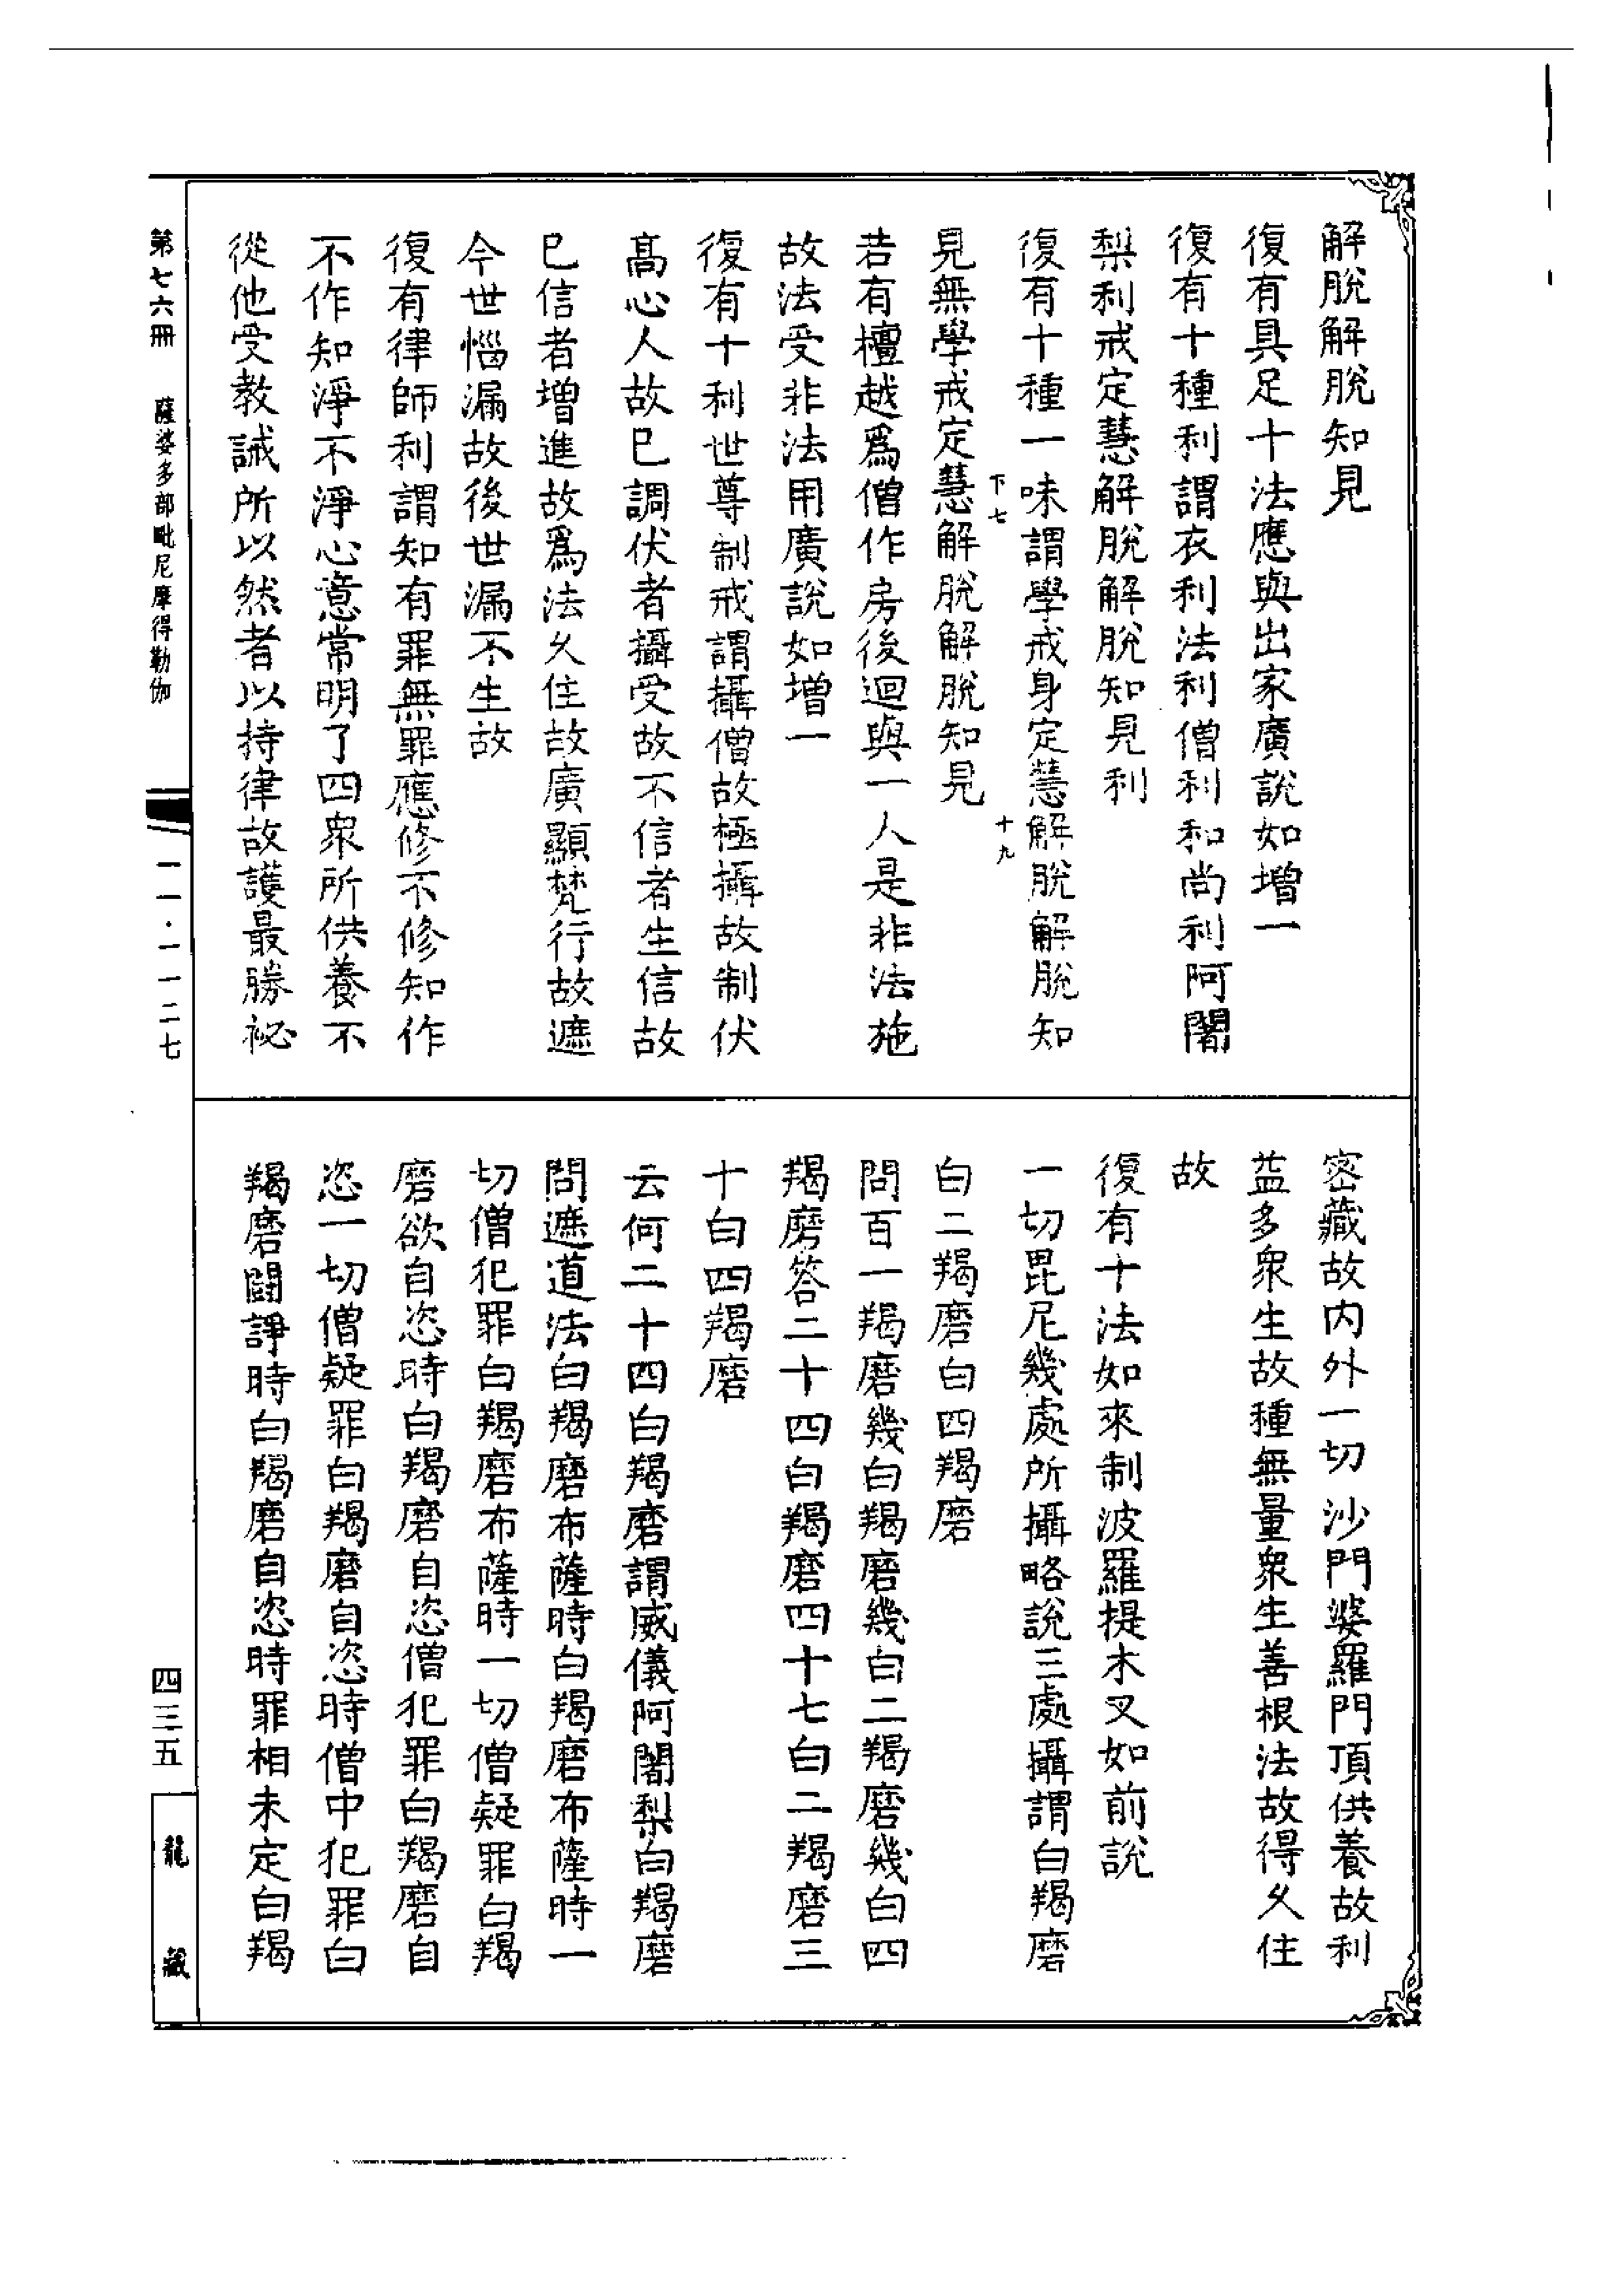 解脫解脫知見
復有具足十法應與出家廣說如增一
復有十種利謂衣利法利僧利和尚利阿闍
梨利戒定慧解脫解脫知見利
復有十種一味謂學戒身定慧解脫解脫知
下七
十九
見無學戒定慧解脫解脫知見
若有檀越爲僧作房後迴與一人是非法施
故法受非法用廣說如增一
復有十利世尊制戒謂攝僧故極攝故制伏
高心人故已調伏者攝受故不信者生信故
已信者增進故爲法久住故廣顯梵行故遮
今世惱漏故後世漏不生故
復有律師利謂知有罪無罪應修不修知作
不作知淨不淨心意常明了四衆所供養不
從他受教誡所以然者以持律故護最勝祕
密藏故内外一切沙門婆羅門頂供養故利
益多衆生故種無量衆生善根法故得久住
故
復有十法如來制波羅提木叉如前說
一切毘尼幾處所攝略說三處攝謂白羯磨
白二羯磨白四羯磨
問百一羯磨幾白羯磨幾白二羯磨幾白四
羯磨答二十四白羯磨四十七白二羯磨三
十白四羯磨
云何二十四白羯磨謂威儀阿闍梨白羯磨
問遮道法白羯磨布薩時白羯磨布薩時一
切僧犯罪白羯磨布薩時一切僧疑罪白羯
磨欲自恣時白羯磨自恣僧犯罪白羯磨自
恣一切僧疑罪白羯磨自恣時僧中犯罪白
羯磨鬪諍時白羯磨自恣時罪相未定白羯
第七六冊
薩婆多部毗尼摩得勒伽
一一·一一二七
四三五
龍藏